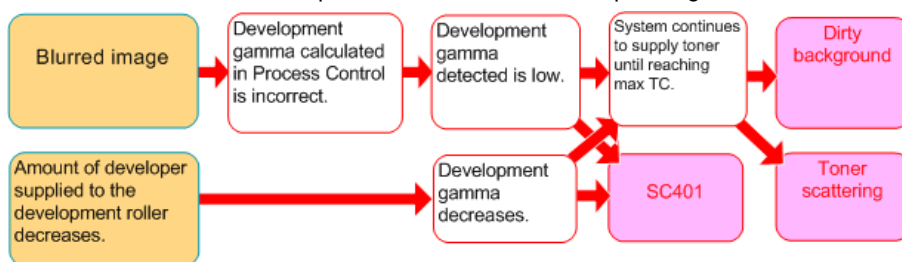 Blurred image
Development
gamma calculated
in Process Control
is incorrect.
Development
gamma
detected is low.
System continues
to supply toner
until reaching
max TC.
Dirty
background
Amount of developer
supplied to the
development roller
decreases.
Development
gamma
decreases.
SC401
Toner
scattering